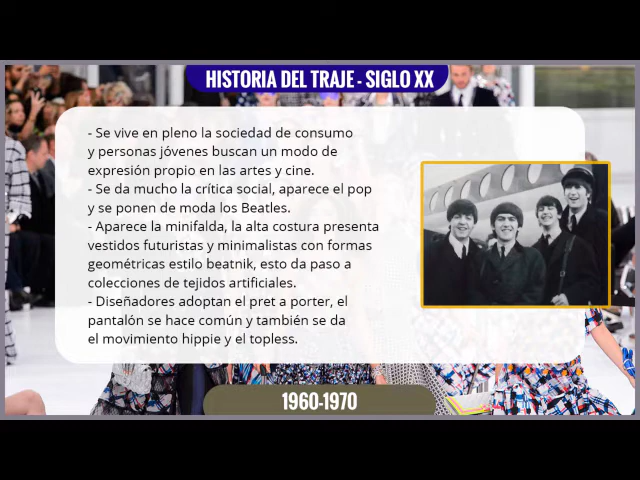 HISTORIA DEL TRAJE - SIGLO XX
- Se vive en pleno la sociedad de consumo
y personas jóvenes buscan un modo de
expresión propio en las artes y cine.
- Se da mucho la crítica social, aparece el pop
y se ponen de moda los Beatles.
- Aparece la minifalda, la alta costura presenta
vestidos futuristas y minimalistas con formas
geométricas estilo beatnik, esto da paso a
colecciones de tejidos artificiales.
- Diseñadores adoptan el pret a porter, el
pantalón se hace común y también se da
el movimiento hippie y el topless.
1960-1970